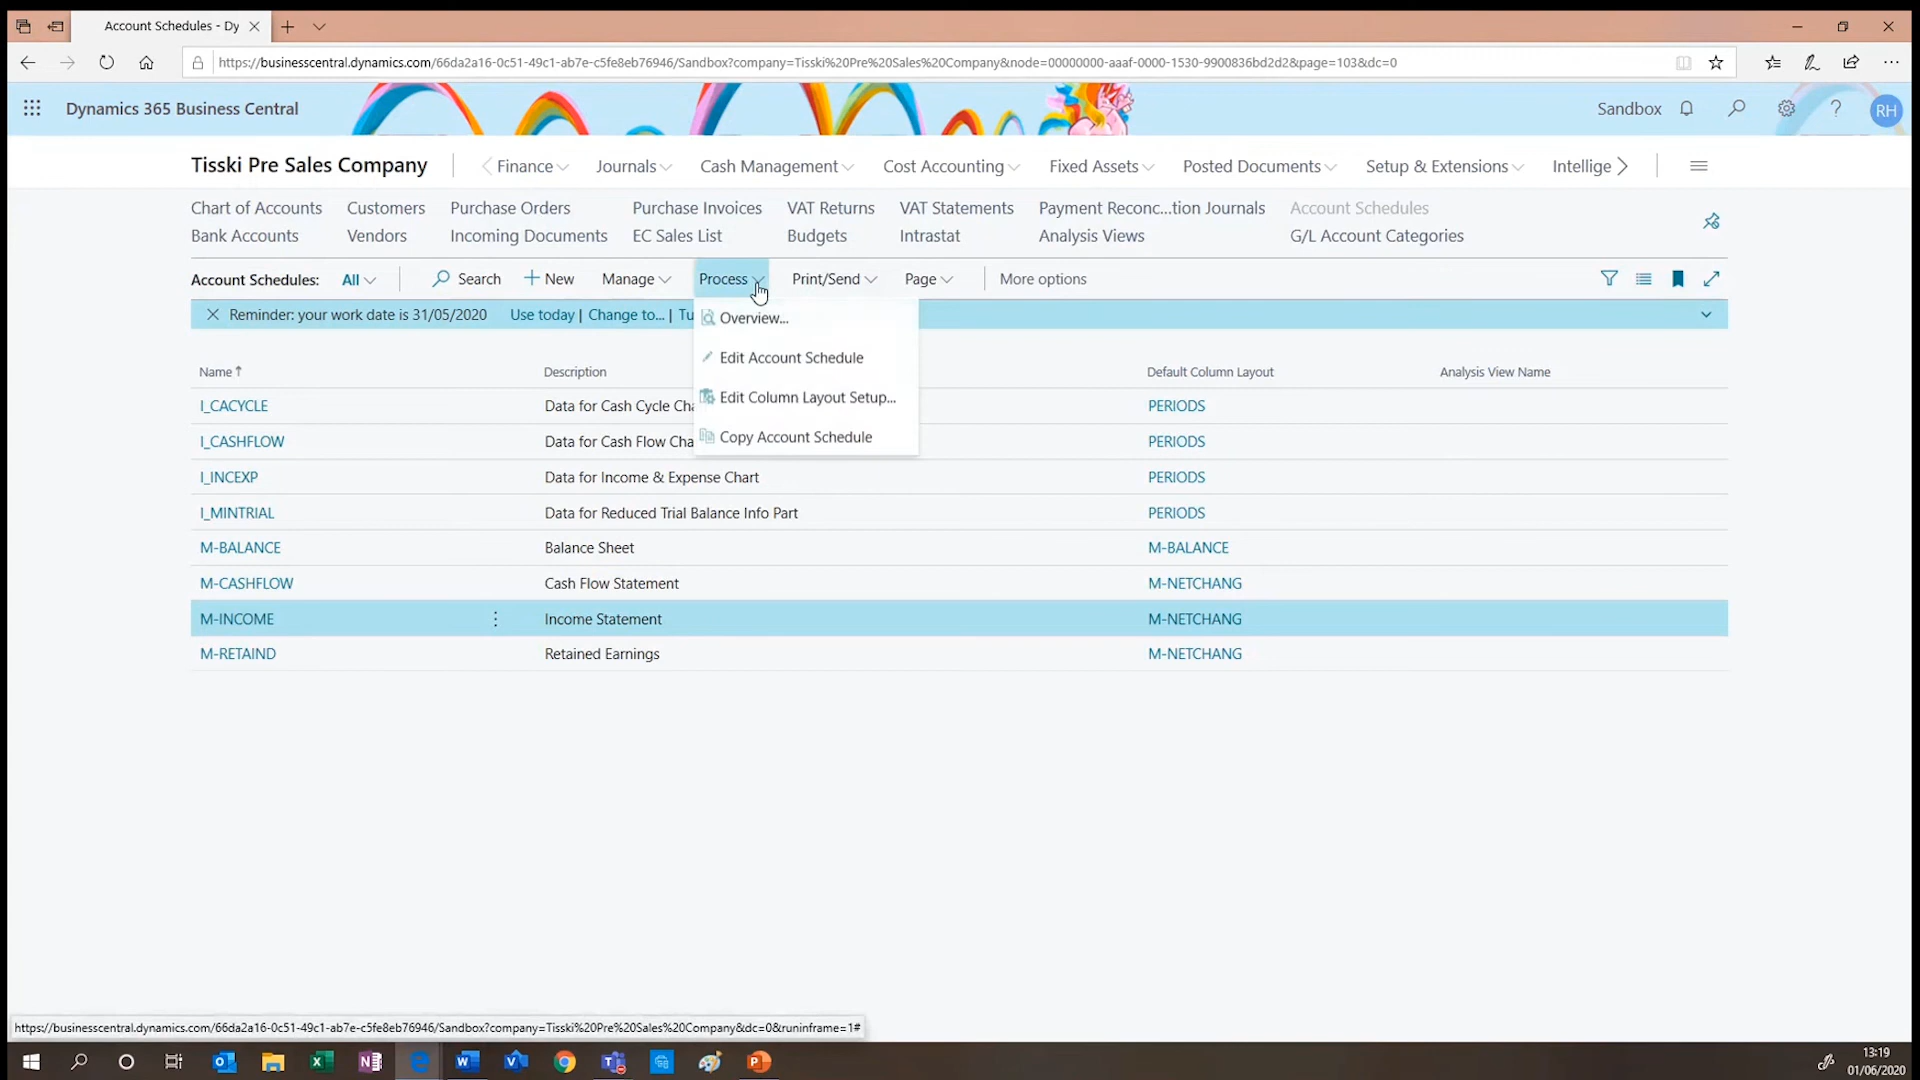 Account Schedules - Dy
https://businesscentral.dynamics.com/66da2a16-0c51-49c1-ab7e-c5fe8eb76946/Sandbox?company=Tisski%20Pre%20Sales%20Company&node=00000000-aaaf-0000-1530-9900836bd2d2&page=103&dc=0
Dynamics 365 Business Central Sandbox ? RH
Tisski Pre Sales Company Finance Journals Cash Management Cost Accounting Fixed Assets Posted Documents Setup & Extensions Intellige
Chart of Accounts Customers Purchase Orders Purchase Invoices VAT Returns VAT Statements Payment Reconc...tion Journals Account Schedules
Bank Accounts Vendors Incoming Documents EC Sales List Budgets Intrastat Analysis Views G/L Account Categories
Account Schedules: All Search New Manage Process Print/Send Page More options
Reminder: your work date is 31/05/2020 Use today | Change to... | Tu
Overview...
Edit Account Schedule
Edit Column Layout Setup...
Copy Account Schedule
Name ↑ Description Default Column Layout Analysis View Name
I_CACYCLE Data for Cash Cycle Cha PERIODS
I_CASHFLOW Data for Cash Flow Cha PERIODS
I_INCEXP Data for Income & Expense Chart PERIODS
I_MINTRIAL Data for Reduced Trial Balance Info Part PERIODS
M-BALANCE Balance Sheet M-BALANCE
M-CASHFLOW Cash Flow Statement M-NETCHANG
M-INCOME Income Statement M-NETCHANG
M-RETAIND Retained Earnings M-NETCHANG
https://businesscentral.dynamics.com/66da2a16-0c51-49c1-ab7e-c5fe8eb76946/Sandbox?company=Tisski%20Pre%20Sales%20Company&dc=0&runinframe=1#
13:19
01/06/2020